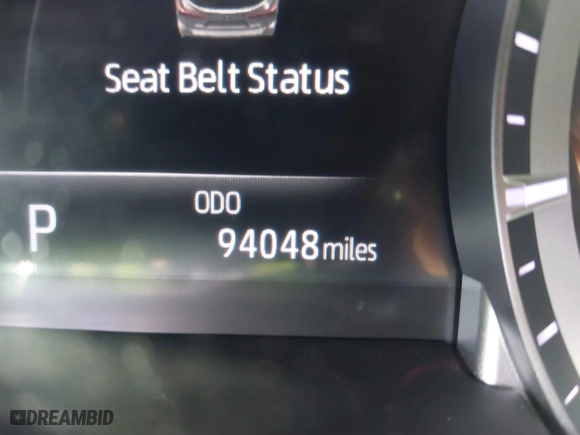 Seat Belt Status
ODO
P
94048 miles
DREAMBID